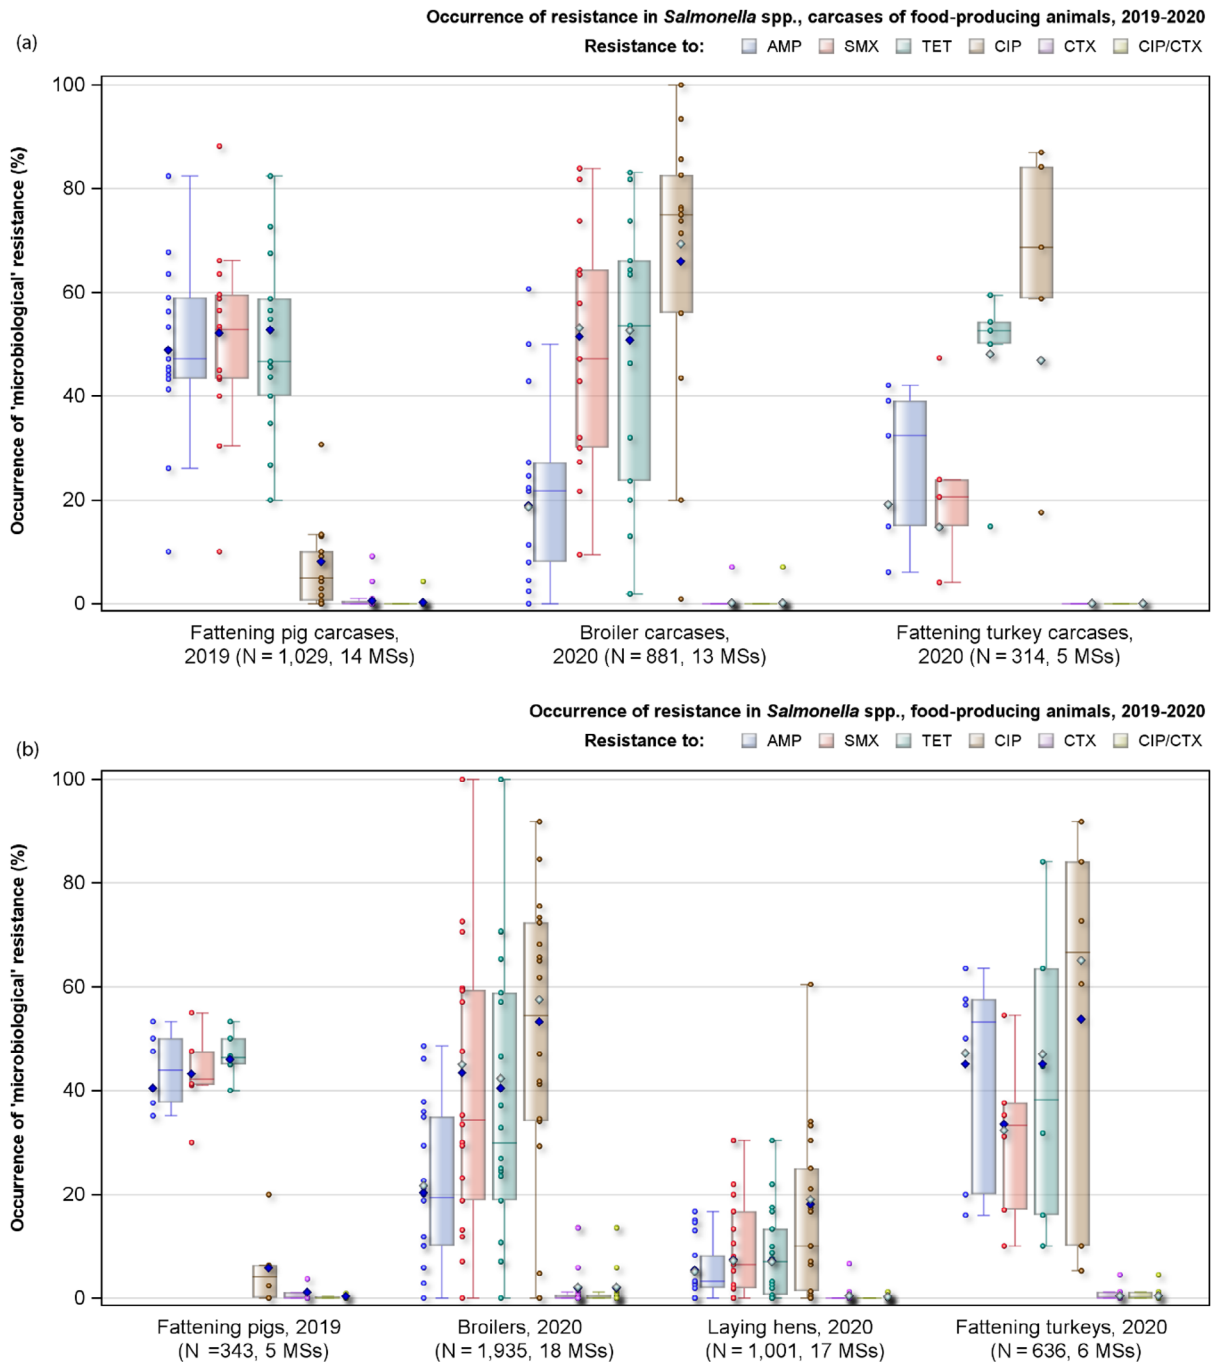 Occurrence of resistance in Salmonella spp., carcases of food-producing animals, 2019-2020
(a)
Resistance to: AMP SMX TET CIP CTX CIP/CTX
Occurrence of 'microbiological' resistance (%)
100
80
60
40
20
0
Fattening pig carcases, Broiler carcases, Fattening turkey carcases,
2019 (N = 1,029, 14 MSs) 2020 (N = 881, 13 MSs) 2020 (N = 314, 5 MSs)
Occurrence of resistance in Salmonella spp., food-producing animals, 2019-2020
(b)
Resistance to: AMP SMX TET CIP CTX CIP/CTX
Occurrence of 'microbiological' resistance (%)
100
80
60
40
20
0
Fattening pigs, 2019 Broilers, 2020 Laying hens, 2020 Fattening turkeys, 2020
(N =343, 5 MSs) (N = 1,935, 18 MSs) (N = 1,001, 17 MSs) (N = 636, 6 MSs)